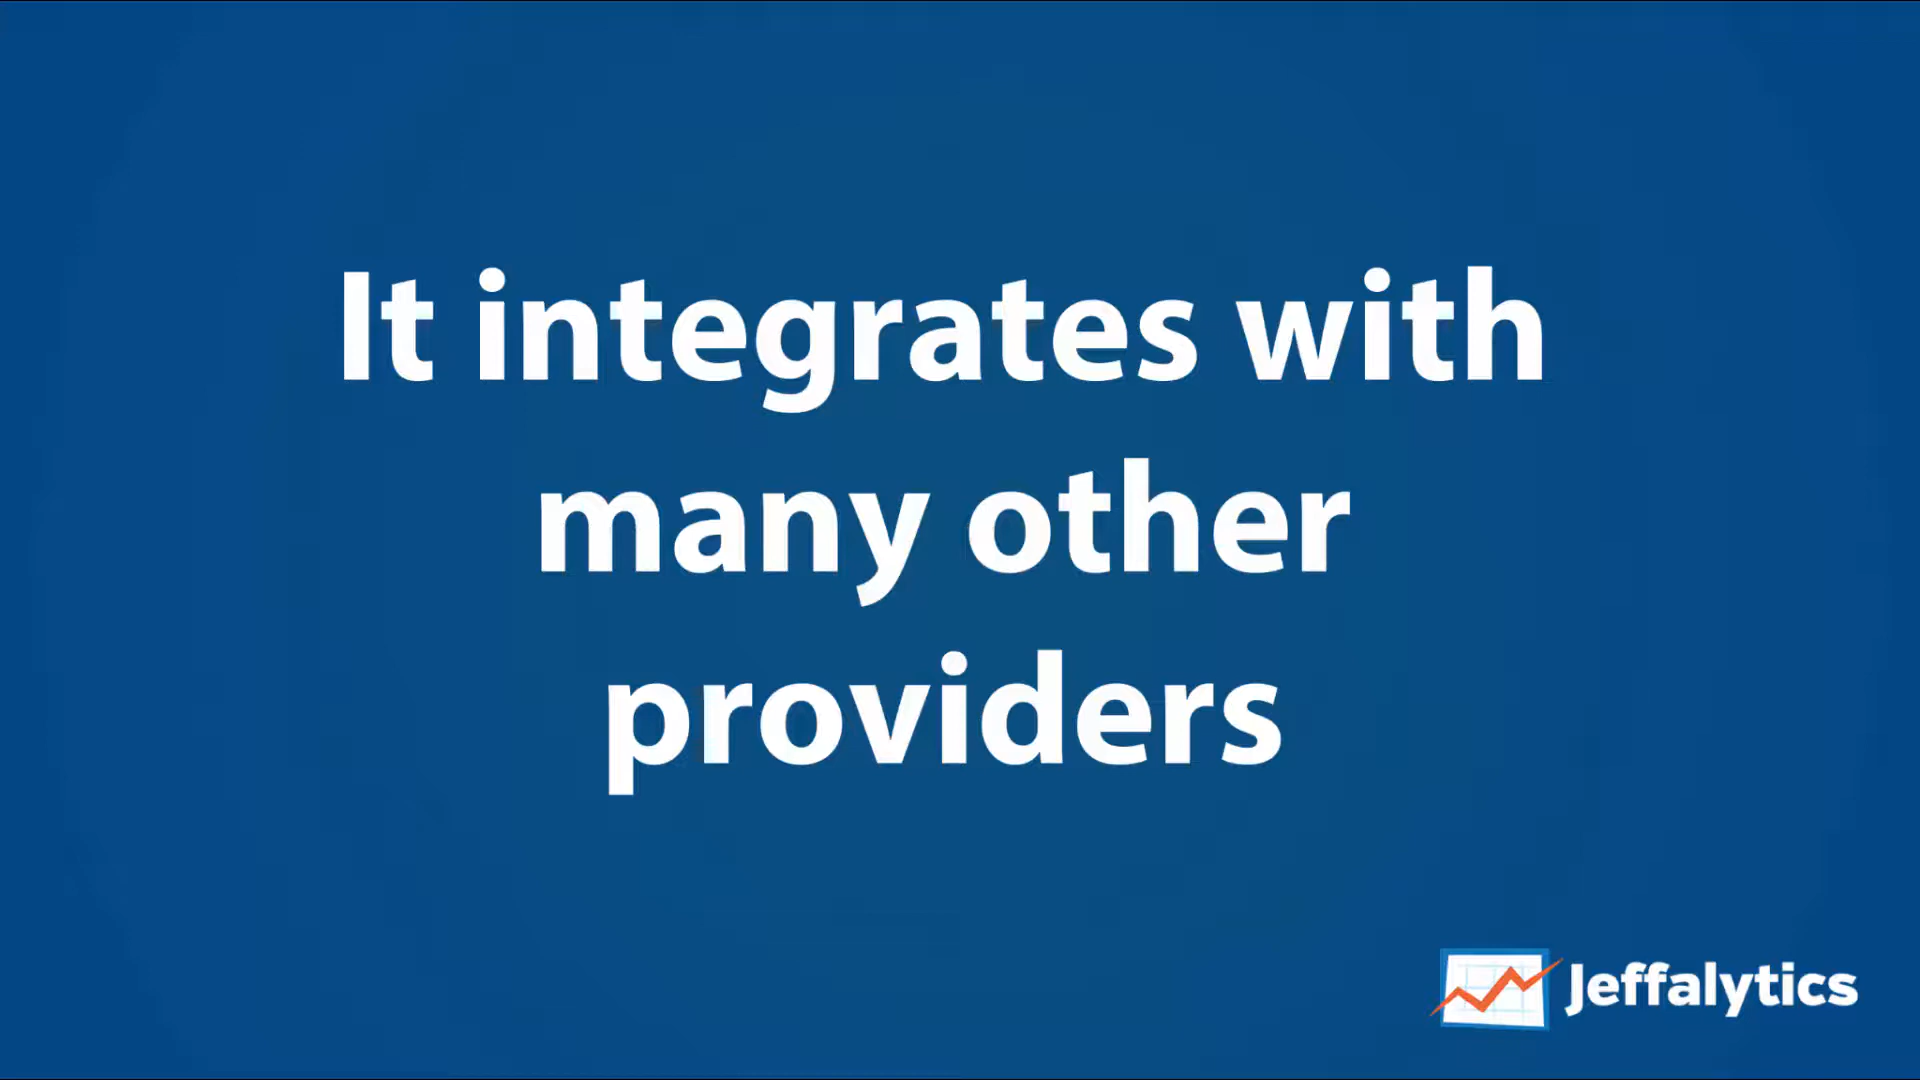 It integrates with
many other
providers
Jeffalytics